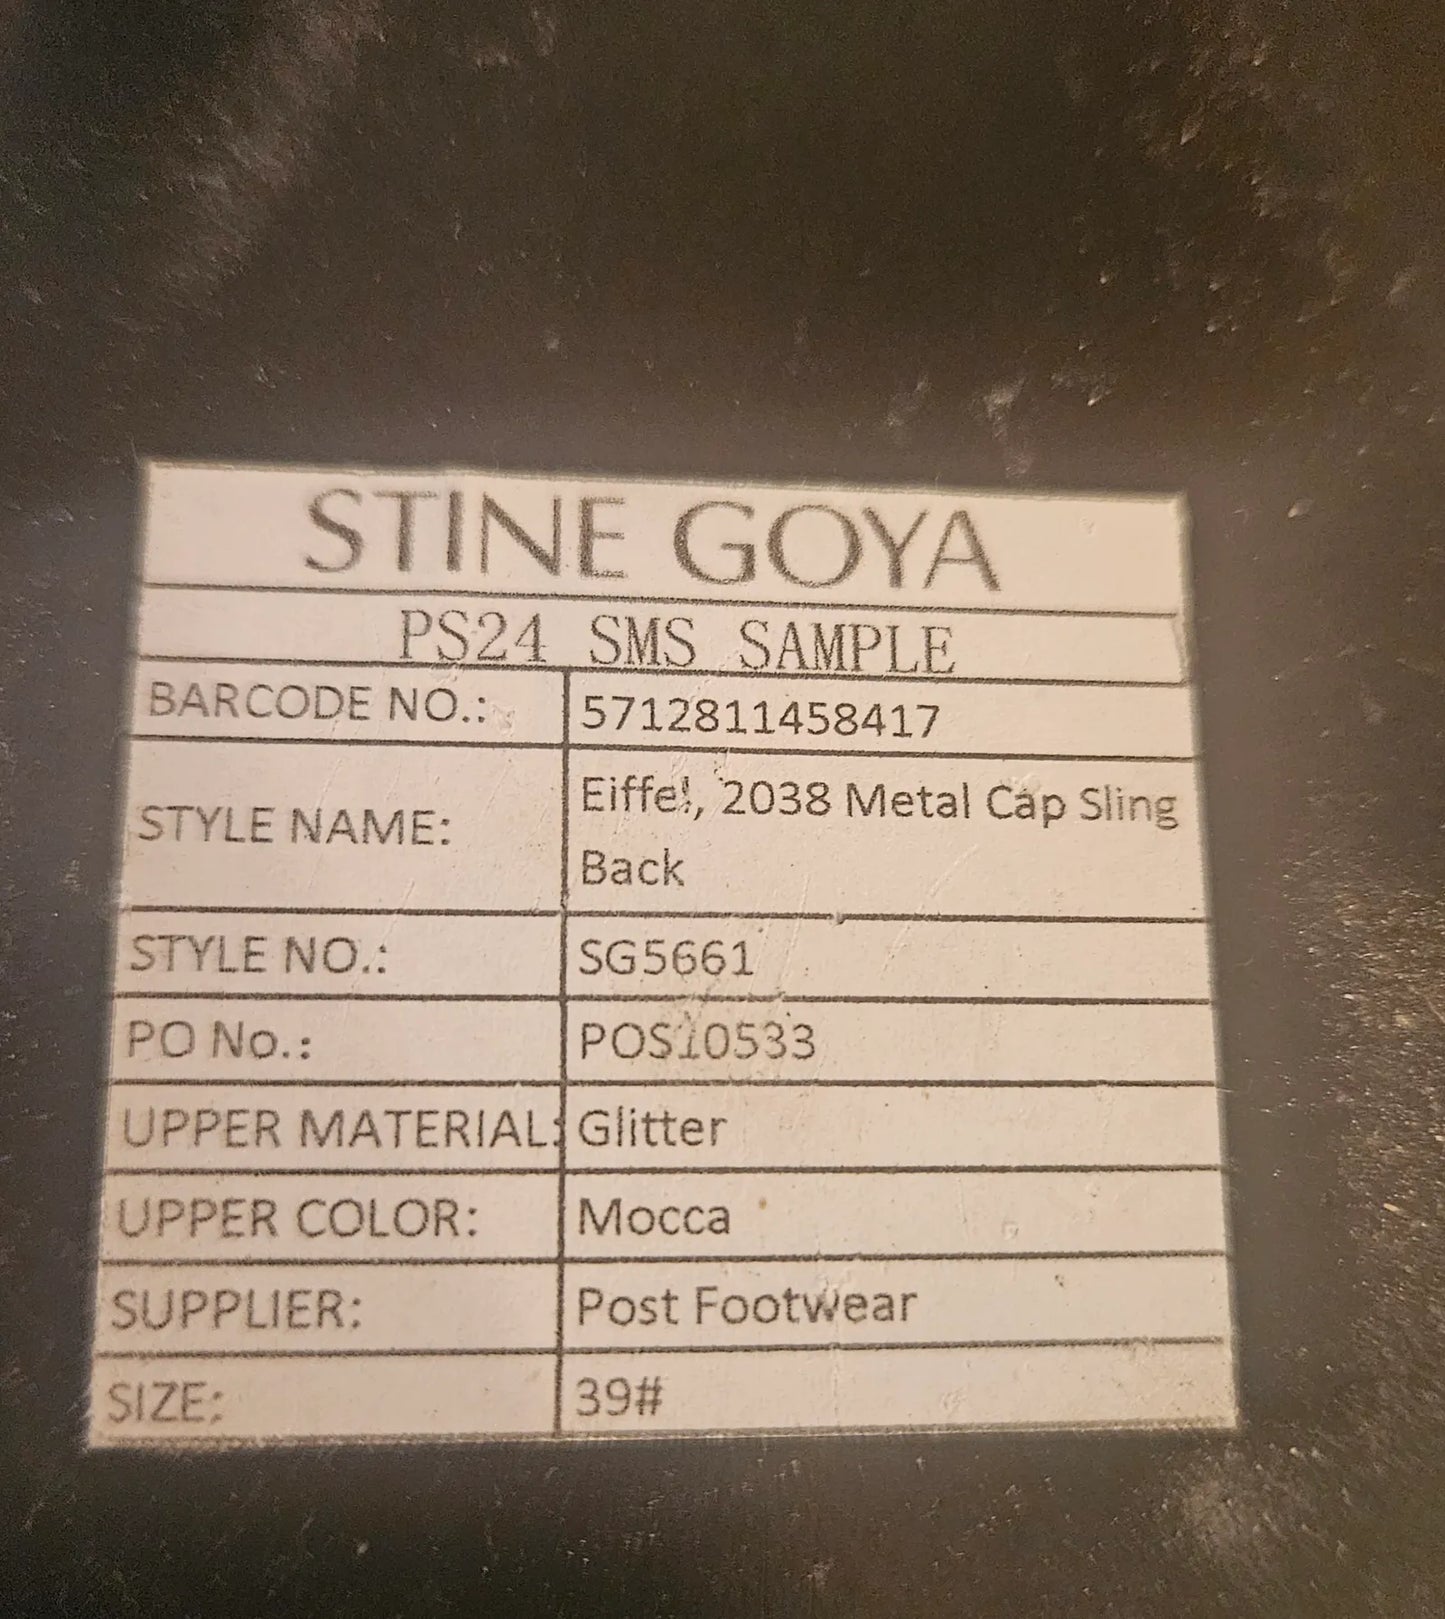 STINE GOYA
PS24 SMS SAMPLE
BARCODE NO.: 5712811458417
STYLE NAME: Eiffel, 2038 Metal Cap Sling
Back
STYLE NO.: SG5661
PO No.: POS10533
UPPER MATERIAL: Glitter
UPPER COLOR: Mocca
SUPPLIER: Post Footwear
SIZE: 39#